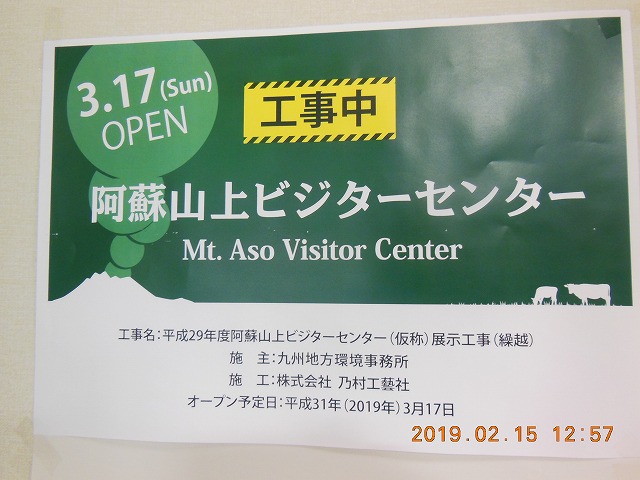 3.17(Sun)
OPEN
工事中
阿蘇山上ビジターセンター
Mt. Aso Visitor Center
工事名：平成29年度阿蘇山上ビジターセンター（仮称）展示工事（繰越）
施　主：九州地方環境事務所
施　工：株式会社 乃村工藝社
オープン予定日：平成31年（2019年）3月17日
2019.02.15 12:57